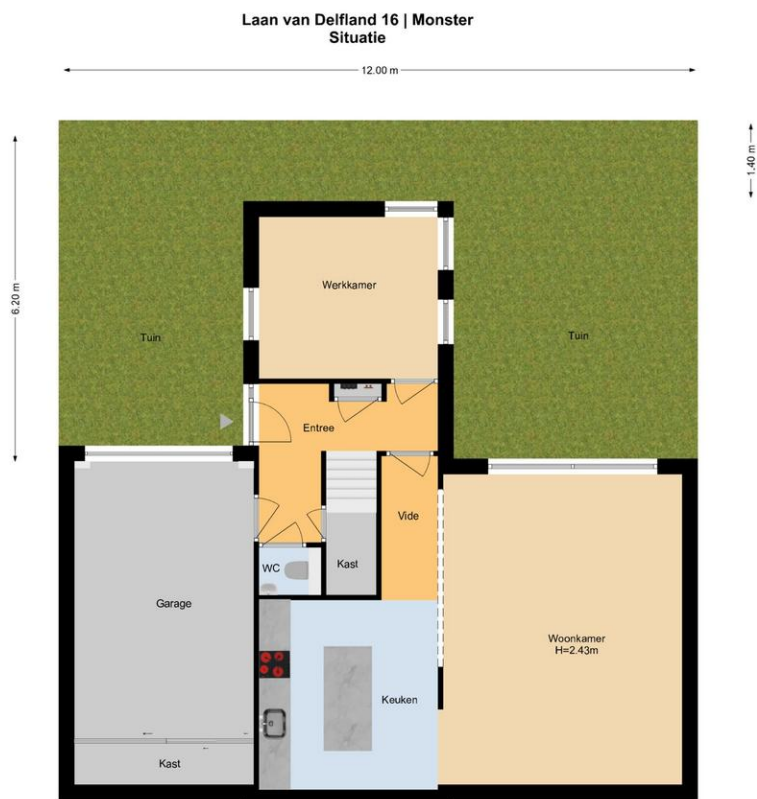 Laan van Delfland 16 | Monster
Situatie
12.00 m
1.40 m
6.20 m
Werkkamer
Tuin
Tuin
Entree
Vide
WC
Kast
Garage
Woonkamer
H=2.43m
Keuken
Kast